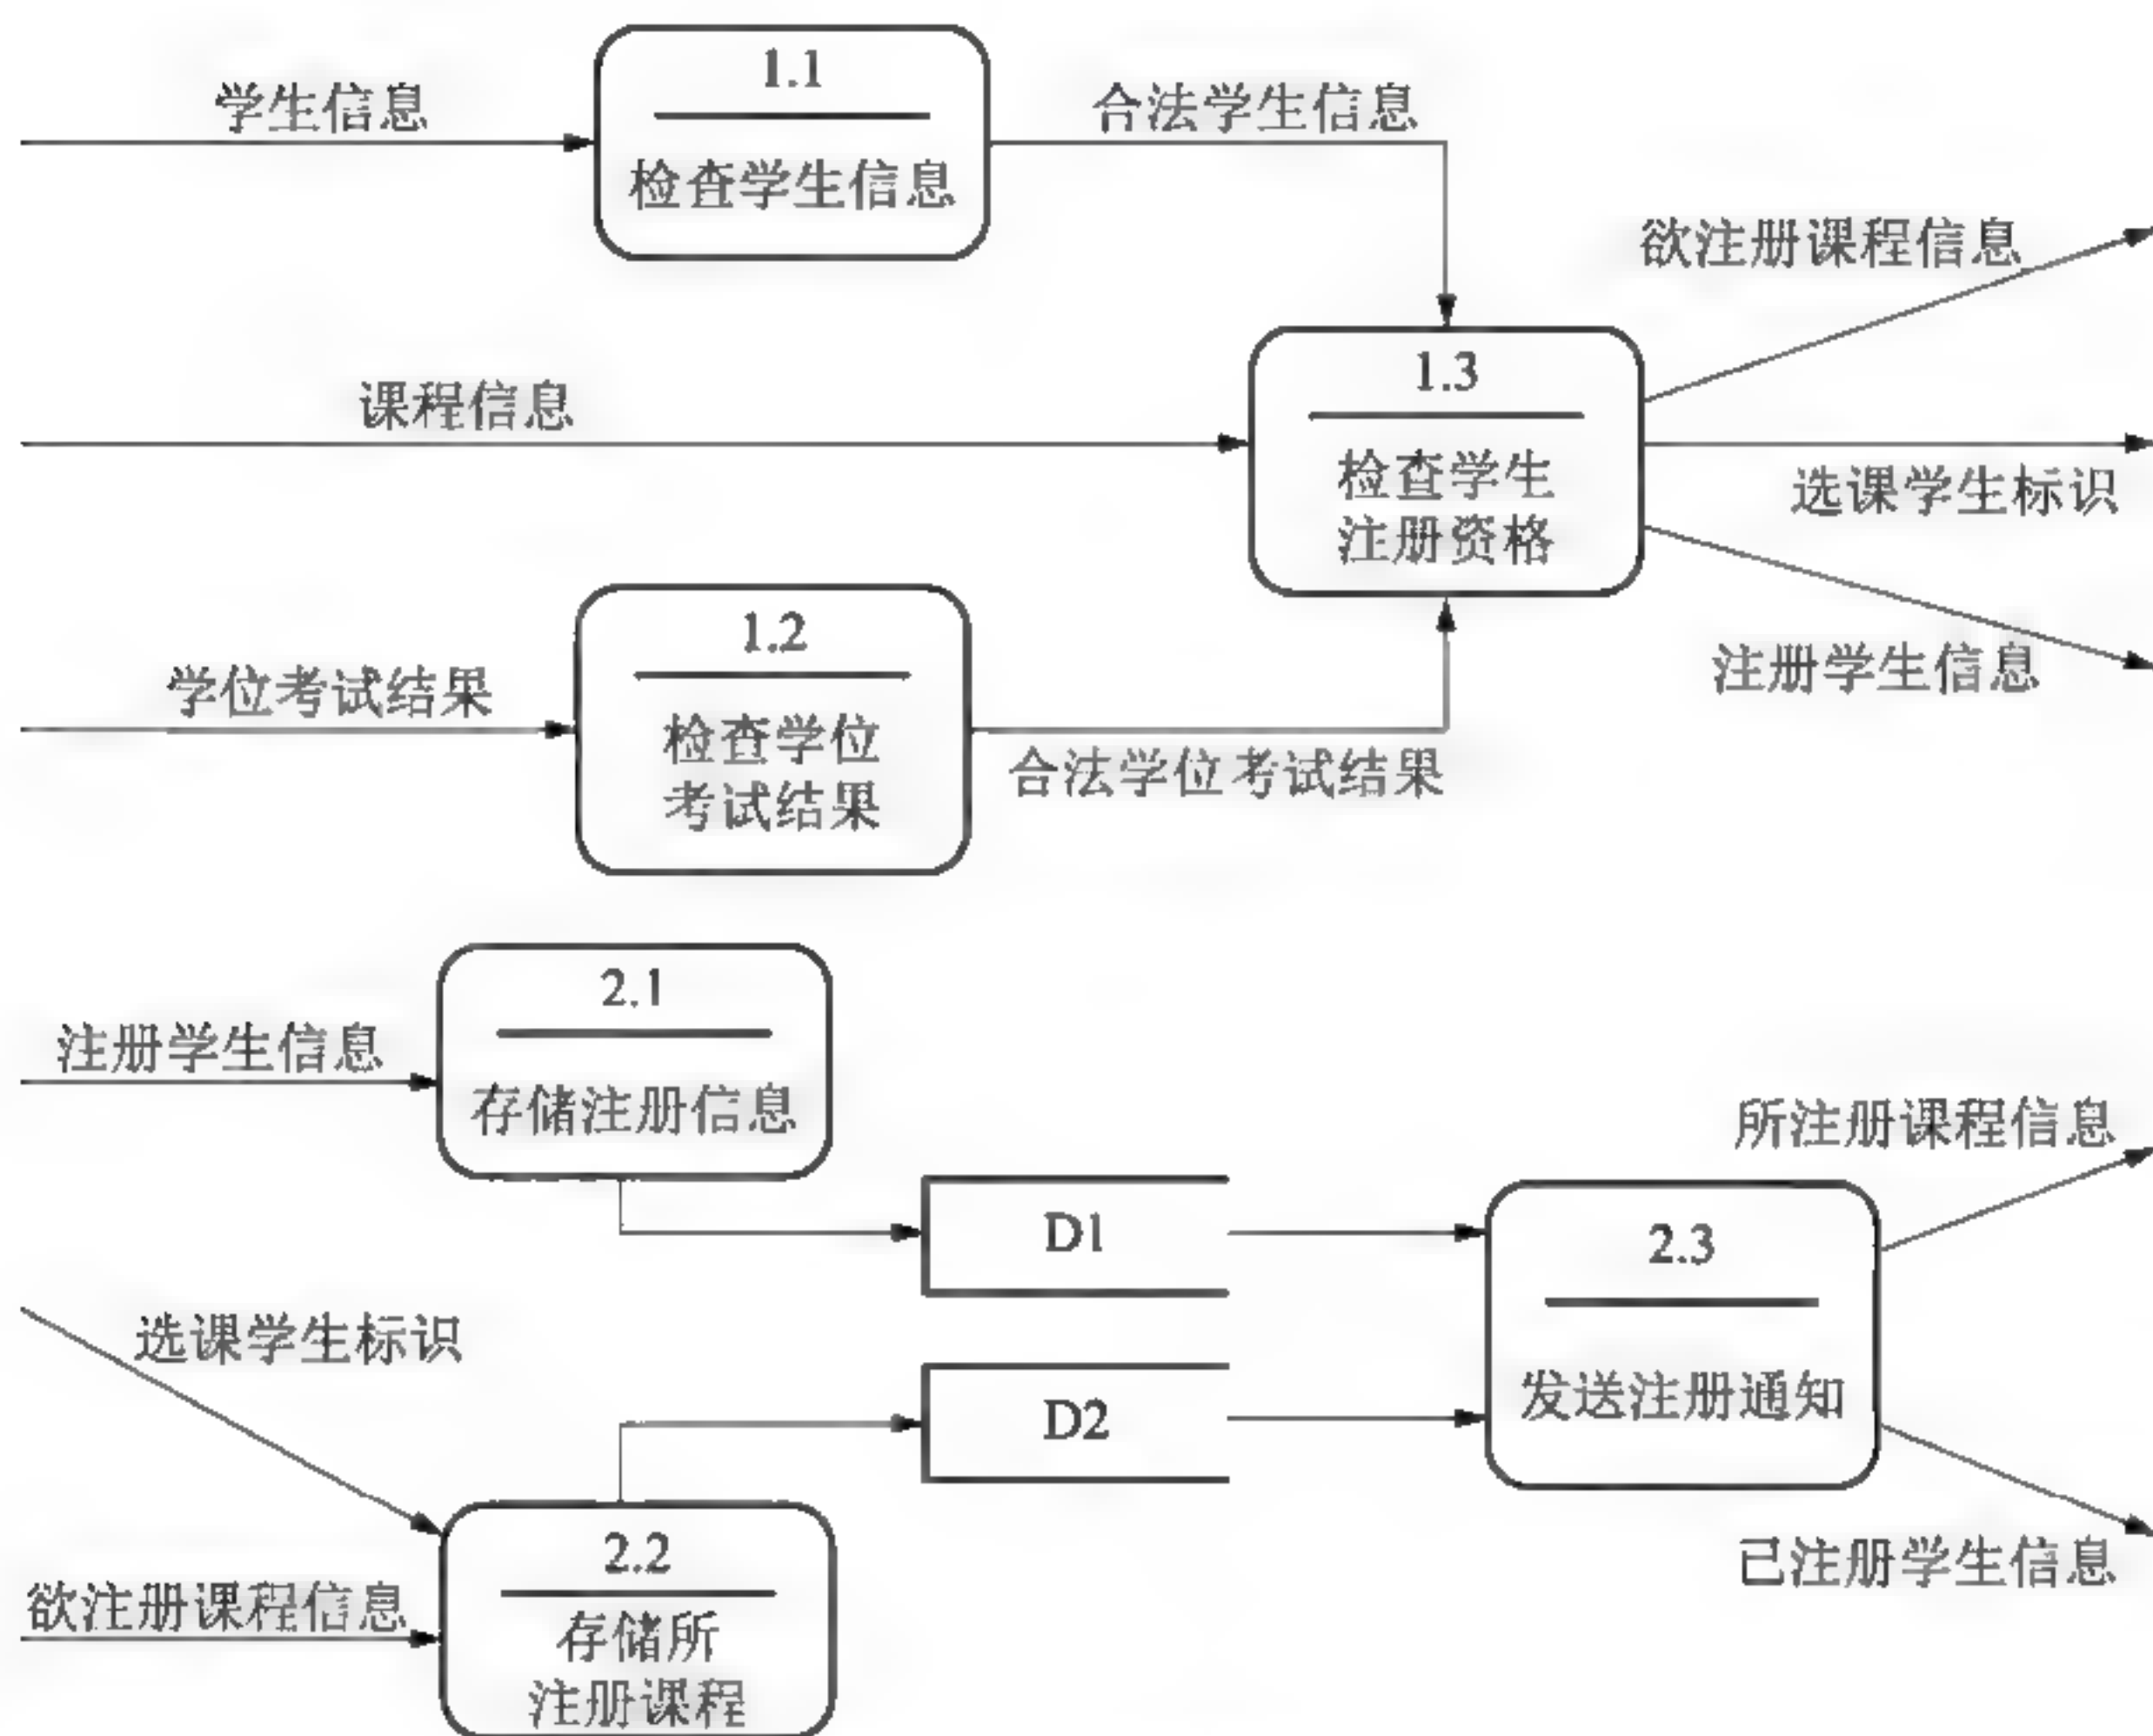 1.1
学生信息
合法学生信息
检查学生信息
欲注册课程信息
1.3
课程信息
检查学生
注册资格
选课学生标识
1.2
学位考试结果
注册学生信息
检查学位
考试结果
合法学位考试结果
2.1
注册学生信息
存储注册信息
所注册课程信息
D1
2.3
选课学生标识
发送注册通知
D2
2.2
已注册学生信息
欲注册课程信息
存储所
注册课程